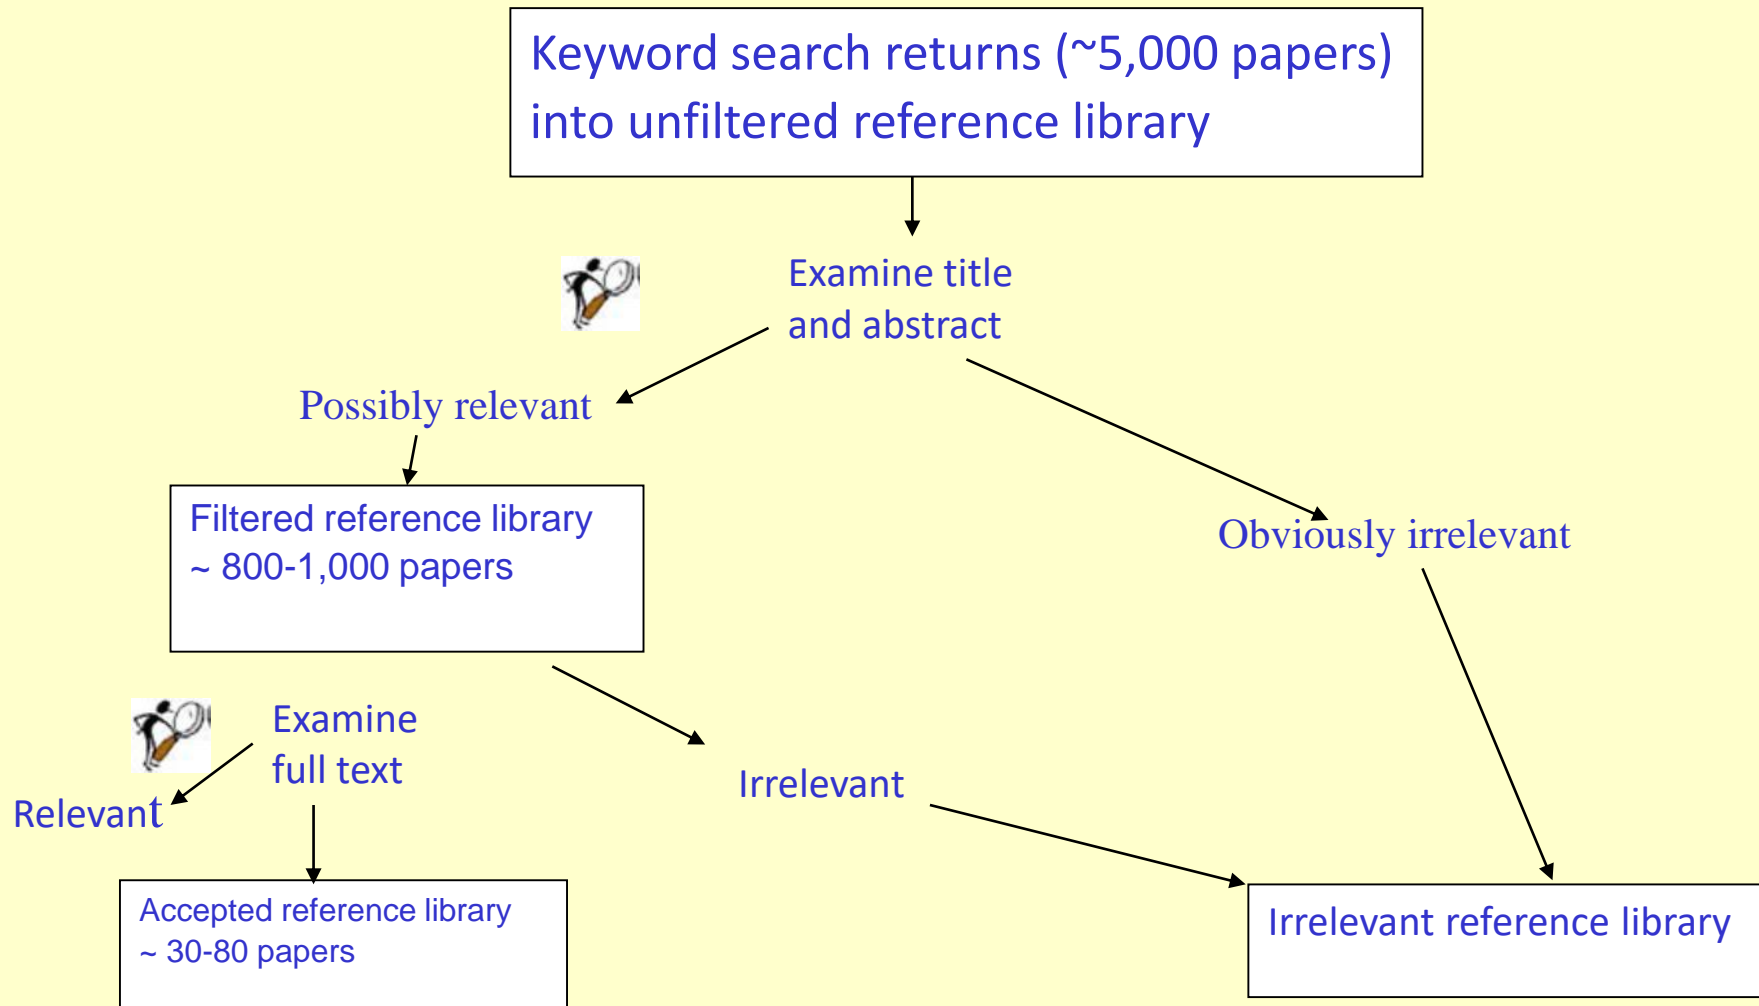 Keyword search returns (~5,000 papers)
into unfiltered reference library
Examine title
and abstract
Possibly relevant
Filtered reference library
~ 800-1,000 papers
Obviously irrelevant
Examine
full text
Relevant
Irrelevant
Accepted reference library
~ 30-80 papers
Irrelevant reference library